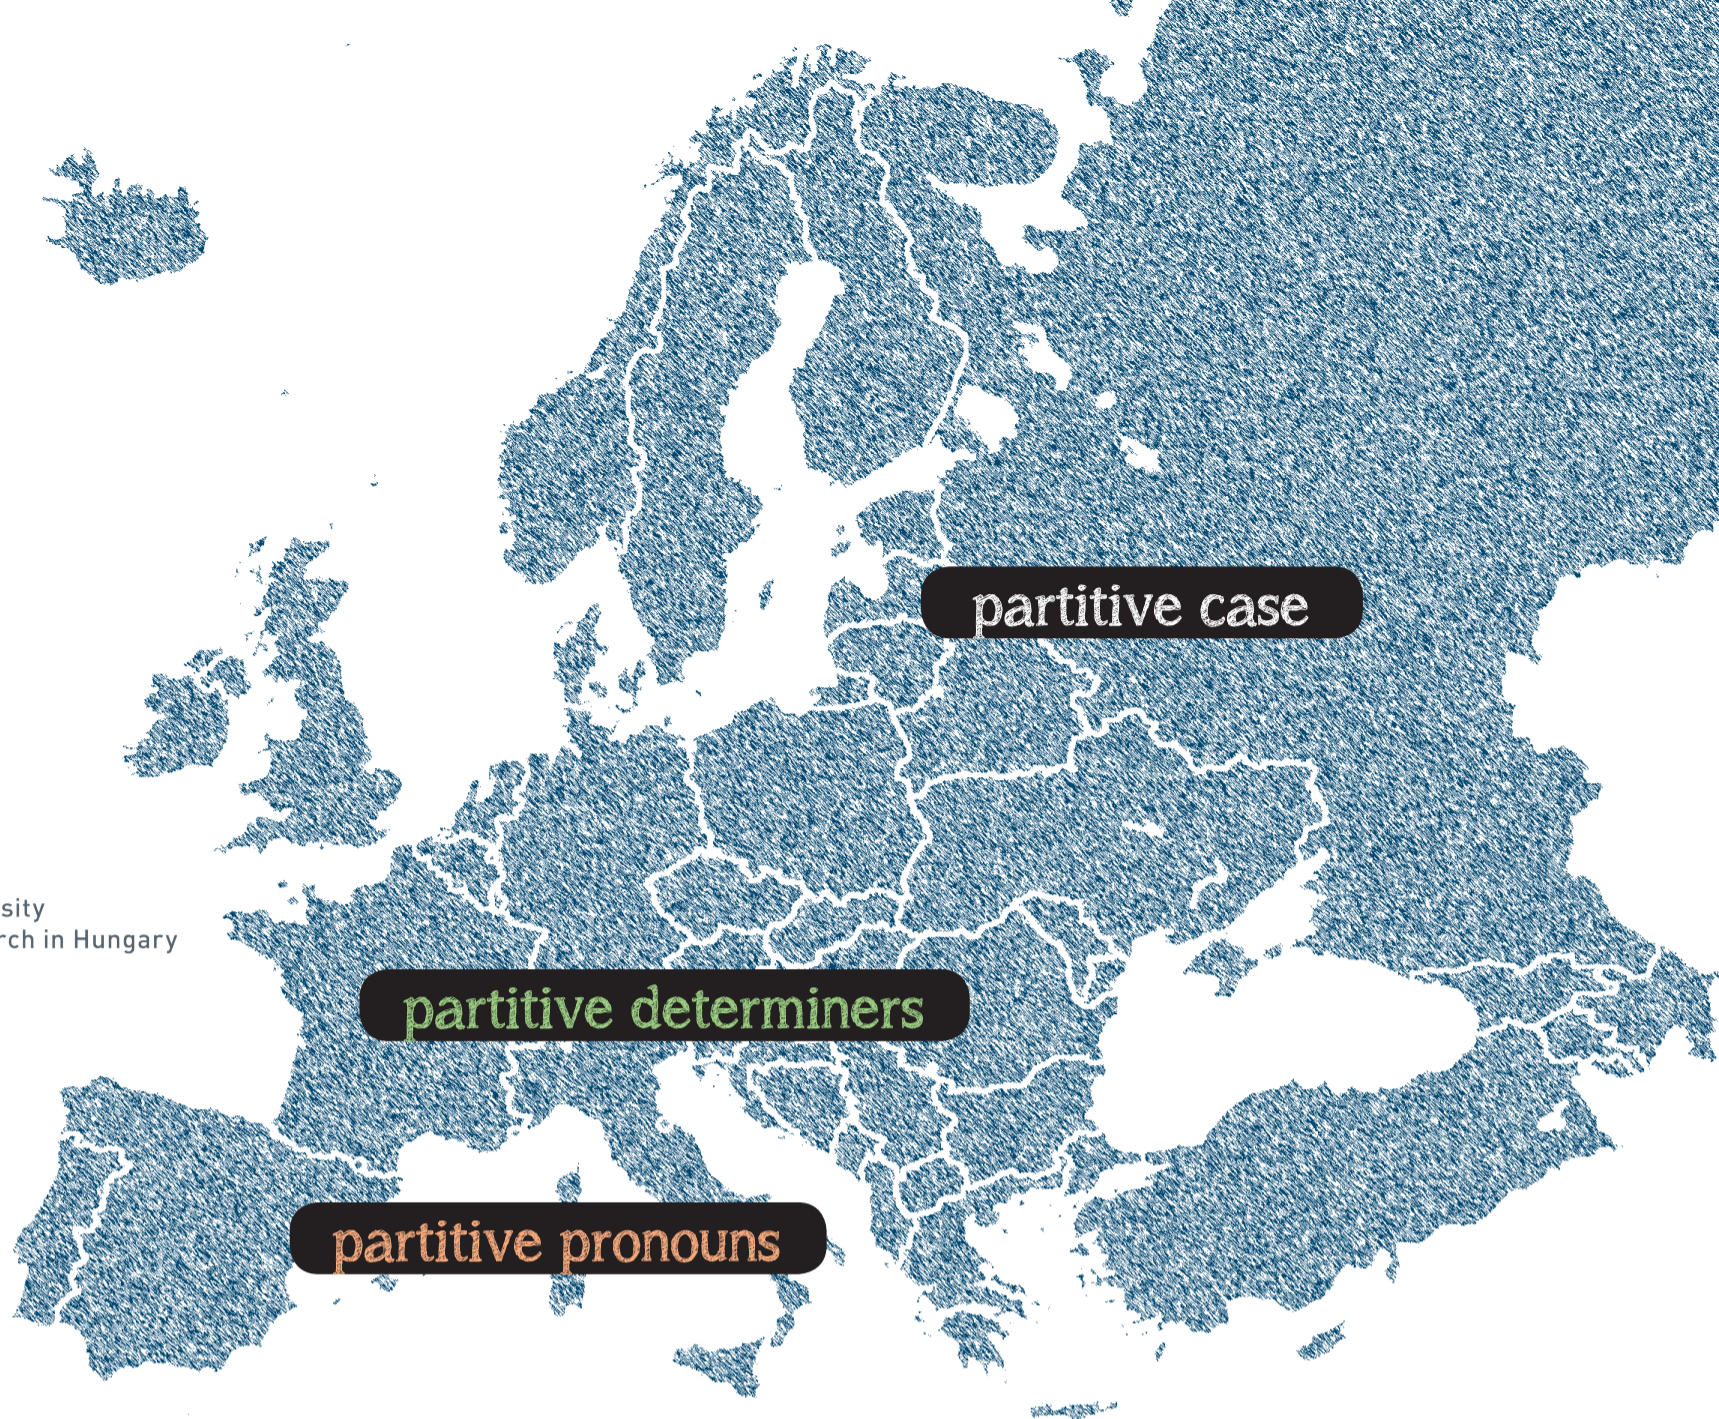 partitive case
sity
rch in Hungary
partitive determiners
partitive pronouns